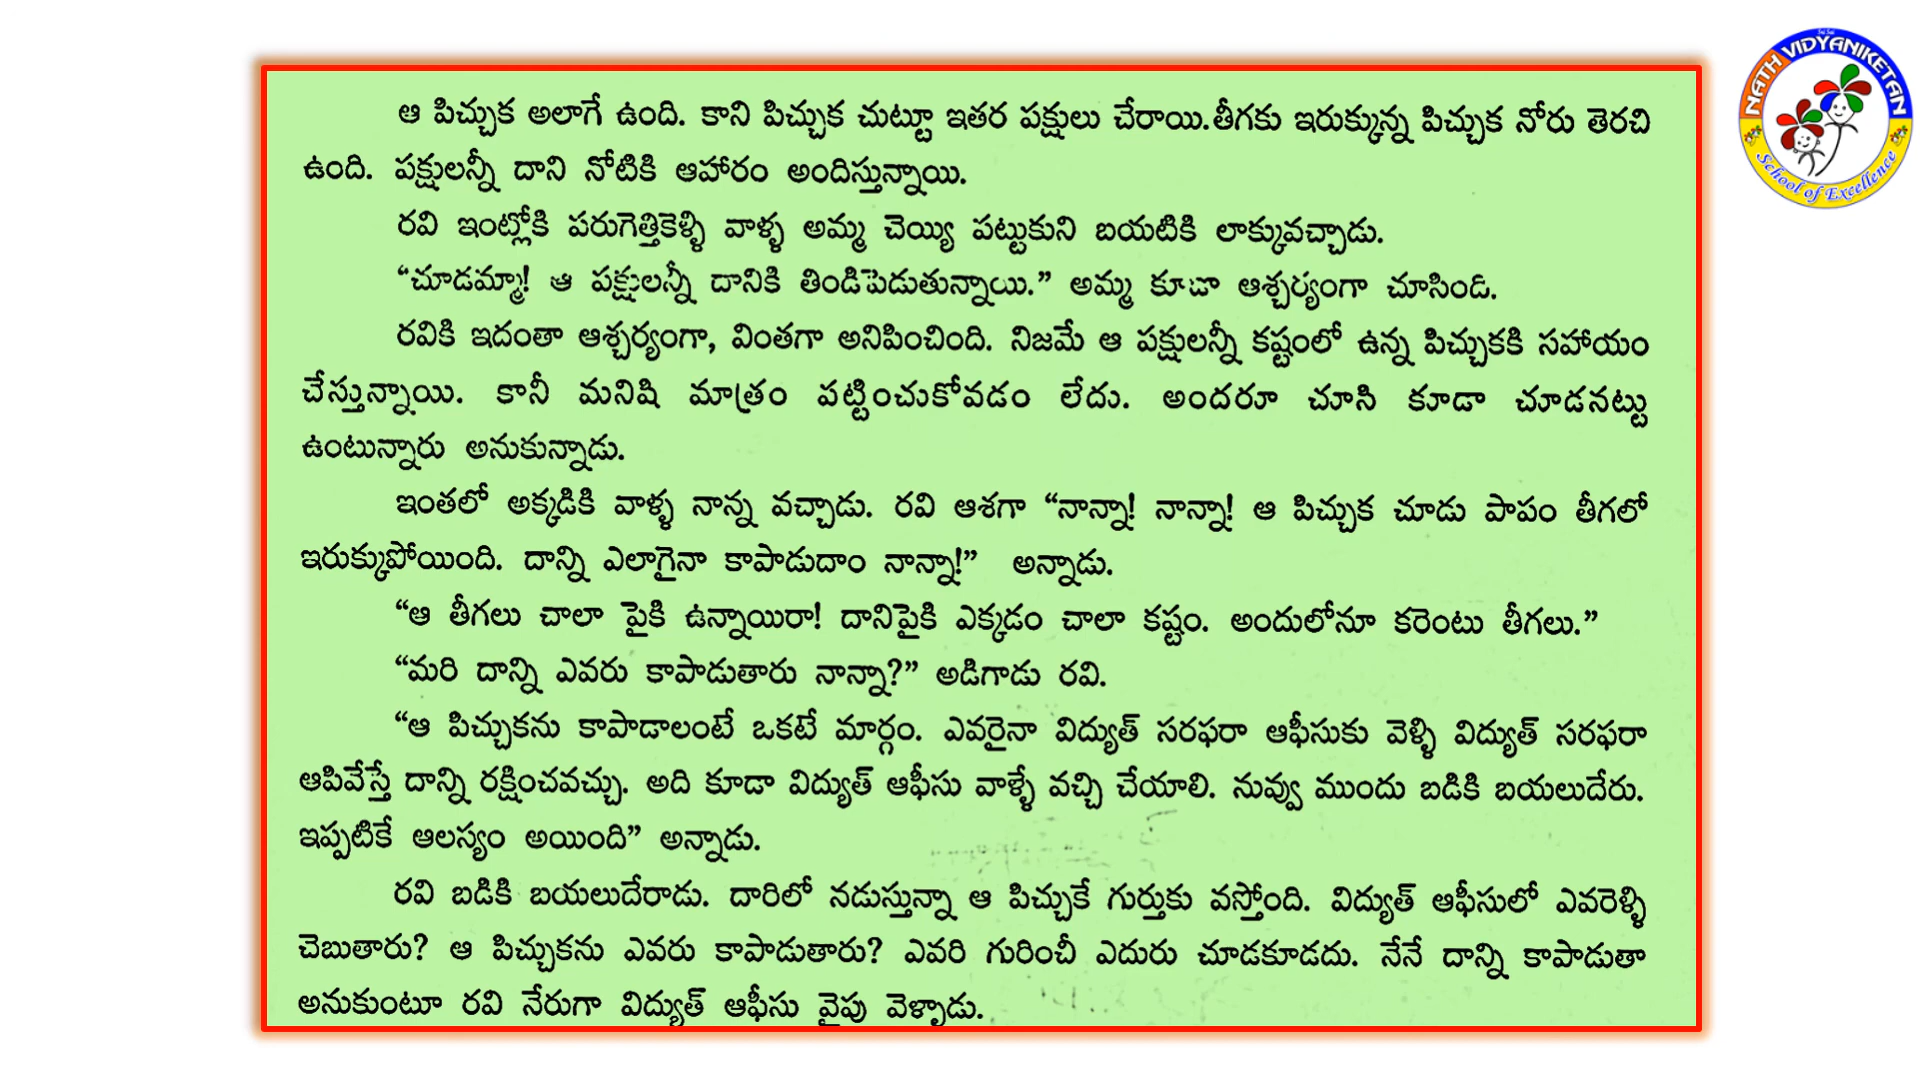 ఆ పిచ్చుక అలాగే ఉంది. కాని పిచ్చుక చుట్టూ ఇతర పక్షులు చేరాయి.తీగకు ఇరుక్కున్న పిచ్చుక నోరు తెరచి
ఉంది. పక్షులన్నీ దాని నోటికి ఆహారం అందిస్తున్నాయి.
రవి ఇంట్లోకి పరుగెత్తికెళ్ళి వాళ్ళ అమ్మ చెయ్యి పట్టుకుని బయటికి లాక్కువచ్చాడు.
“చూడమ్మా! ఆ పక్షులన్నీ దానికి తిండిపెడుతున్నాయి.” అమ్మ కూడా ఆశ్చర్యంగా చూసింది.
రవికి ఇదంతా ఆశ్చర్యంగా, వింతగా అనిపించింది. నిజమే ఆ పక్షులన్నీ కష్టంలో ఉన్న పిచ్చుకకి సహాయం
చేస్తున్నాయి. కానీ మనిషి మాత్రం పట్టించుకోవడం లేదు. అందరూ చూసి కూడా చూడనట్టు
ఉంటున్నారు అనుకున్నాడు.
ఇంతలో అక్కడికి వాళ్ళ నాన్న వచ్చాడు. రవి ఆశగా “నాన్నా! నాన్నా! ఆ పిచ్చుక చూడు పాపం తీగలో
ఇరుక్కుపోయింది. దాన్ని ఎలాగైనా కాపాడుదాం నాన్నా!” అన్నాడు.
“ఆ తీగలు చాలా పైకి ఉన్నాయిరా! దానిపైకి ఎక్కడం చాలా కష్టం. అందులోనూ కరెంటు తీగలు.”
“మరి దాన్ని ఎవరు కాపాడుతారు నాన్నా?” అడిగాడు రవి.
“ఆ పిచ్చుకను కాపాడాలంటే ఒకటే మార్గం. ఎవరైనా విద్యుత్ సరఫరా ఆఫీసుకు వెళ్ళి విద్యుత్ సరఫరా
ఆపివేస్తే దాన్ని రక్షించవచ్చు. అది కూడా విద్యుత్ ఆఫీసు వాళ్ళే వచ్చి చేయాలి. నువ్వు ముందు బడికి బయలుదేరు.
ఇప్పటికే ఆలస్యం అయింది” అన్నాడు.
రవి బడికి బయలుదేరాడు. దారిలో నడుస్తున్నా ఆ పిచ్చుకే గుర్తుకు వస్తోంది. విద్యుత్ ఆఫీసులో ఎవరెళ్ళి
చెబుతారు? ఆ పిచ్చుకను ఎవరు కాపాడుతారు? ఎవరి గురించీ ఎదురు చూడకూడదు. నేనే దాన్ని కాపాడుతా
అనుకుంటూ రవి నేరుగా విద్యుత్ ఆఫీసు వైపు వెళ్ళాడు.
NATH VIDYANIKETAN
School of Excellence